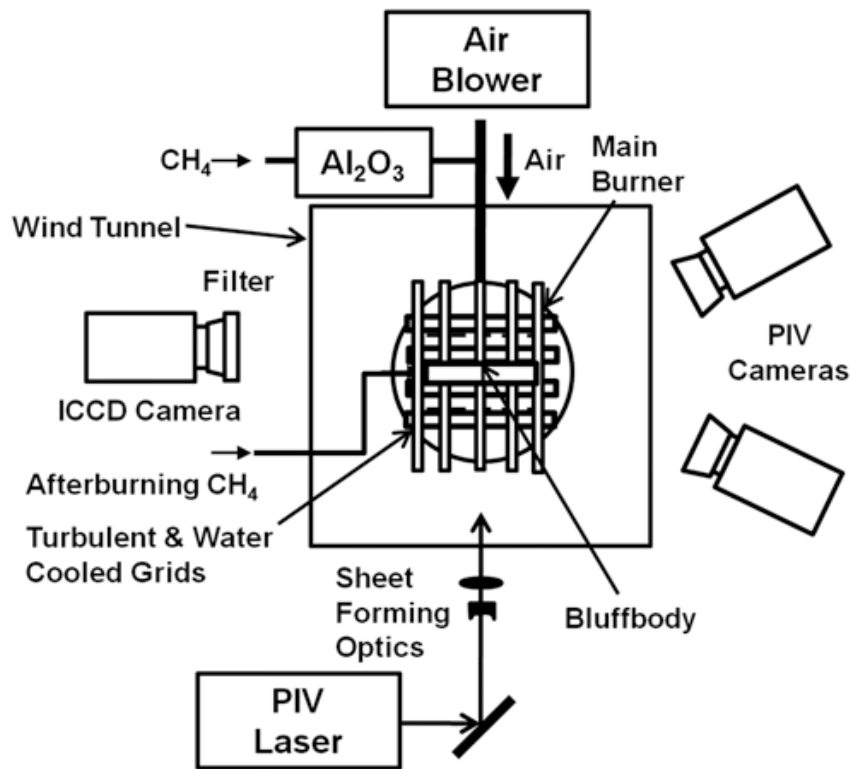 Air
Blower
CH₄
Al₂O₃
Air
Main
Burner
Wind Tunnel
Filter
PIV
Cameras
ICCD Camera
Afterburning CH₄
Turbulent & Water
Cooled Grids
Sheet
Forming
Optics
Bluffbody
PIV
Laser